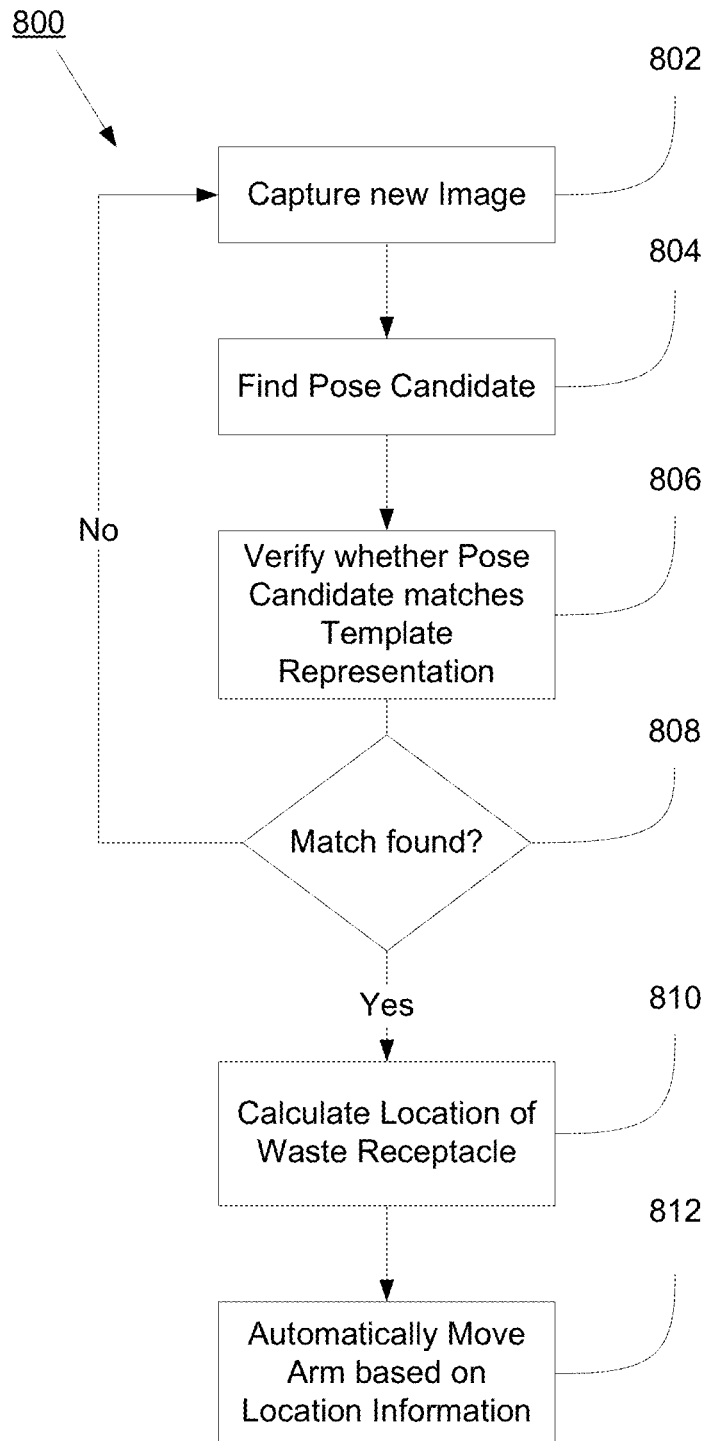 800
802
Capture new Image
804
Find Pose Candidate
806
Verify whether Pose
Candidate matches
Template
Representation
No
808
Match found?
Yes
810
Calculate Location of
Waste Receptacle
812
Automatically Move
Arm based on
Location Information